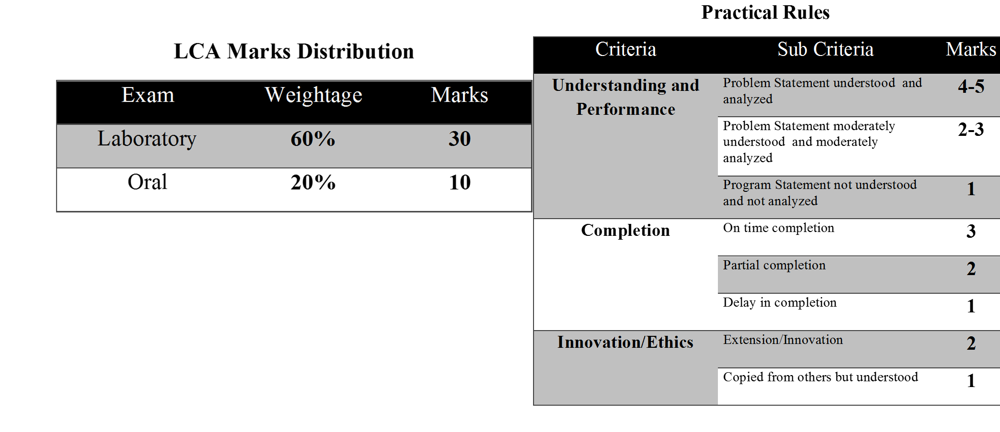 LCA Marks Distribution
Exam Weightage Marks
Laboratory 60% 30
Oral 20% 10
Practical Rules
Criteria Sub Criteria Marks
Understanding and
Performance
Problem Statement understood and
analyzed
4-5
Problem Statement moderately
understood and moderately
analyzed
2-3
Program Statement not understood
and not analyzed
1
Completion
On time completion 3
Partial completion 2
Delay in completion 1
Innovation/Ethics
Extension/Innovation 2
Copied from others but understood 1